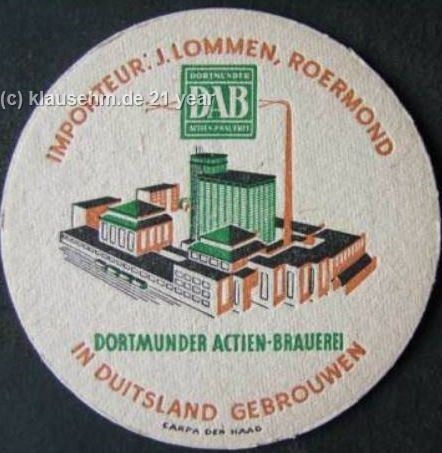 IMPORTEUR: J. LOMMEN, ROERMOND
(c) klausehm.de 21 year
DORTMUNDER
DAB
ACTIEN-BRAUEREI
DORTMUNDER ACTIEN-BRAUEREI
IN DUITSLAND GEBROUWEN
CARPA DEN HAAG